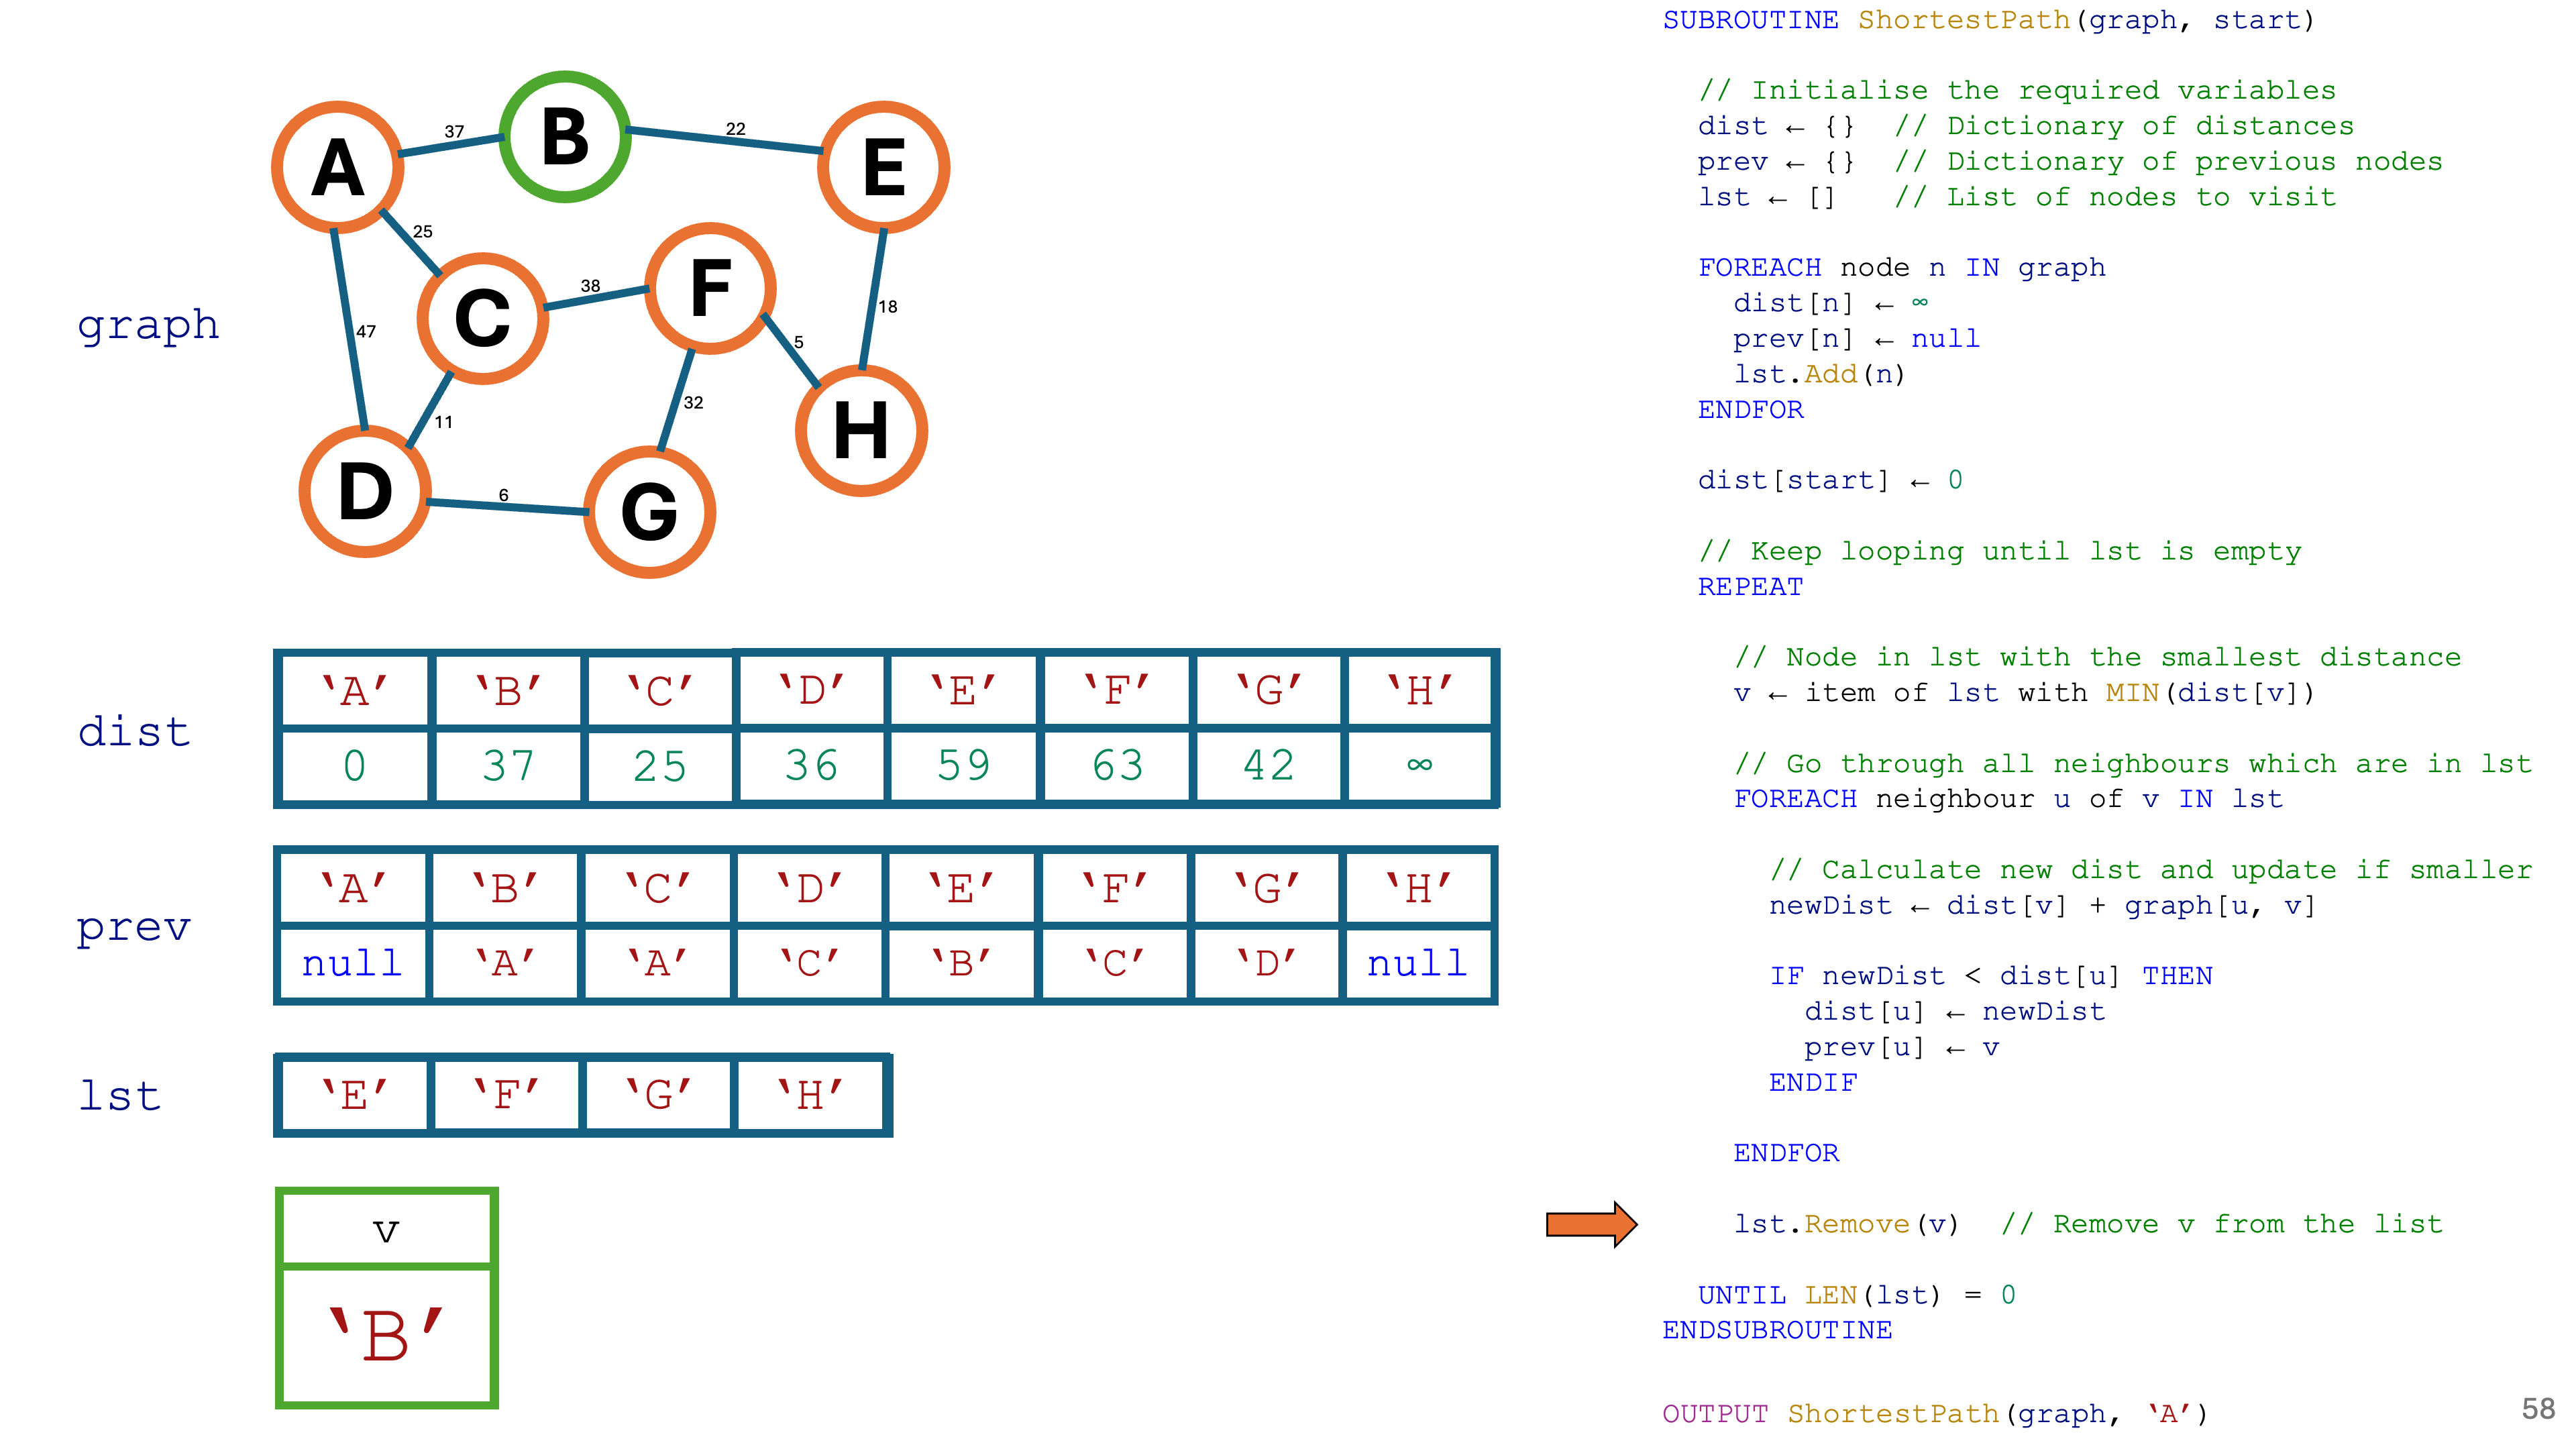 graph
A
B
E
C
F
H
D
G
37
22
25
38
5
18
47
11
32
6
dist
‘A’ ‘B’ ‘C’ ‘D’ ‘E’ ‘F’ ‘G’ ‘H’
0 37 25 36 59 63 42 ∞
prev
‘A’ ‘B’ ‘C’ ‘D’ ‘E’ ‘F’ ‘G’ ‘H’
null ‘A’ ‘A’ ‘C’ ‘B’ ‘C’ ‘D’ null
lst
‘E’ ‘F’ ‘G’ ‘H’
v
‘B’
SUBROUTINE ShortestPath(graph, start)
// Initialise the required variables
dist ← {} // Dictionary of distances
prev ← {} // Dictionary of previous nodes
lst ← [] // List of nodes to visit
FOREACH node n IN graph
dist[n] ← ∞
prev[n] ← null
lst.Add(n)
ENDFOR
dist[start] ← 0
// Keep looping until lst is empty
REPEAT
// Node in lst with the smallest distance
v ← item of lst with MIN(dist[v])
// Go through all neighbours which are in lst
FOREACH neighbour u of v IN lst
// Calculate new dist and update if smaller
newDist ← dist[v] + graph[u, v]
IF newDist < dist[u] THEN
dist[u] ← newDist
prev[u] ← v
ENDIF
ENDFOR
lst.Remove(v) // Remove v from the list
UNTIL LEN(lst) = 0
ENDSUBROUTINE
OUTPUT ShortestPath(graph, ‘A’)
58